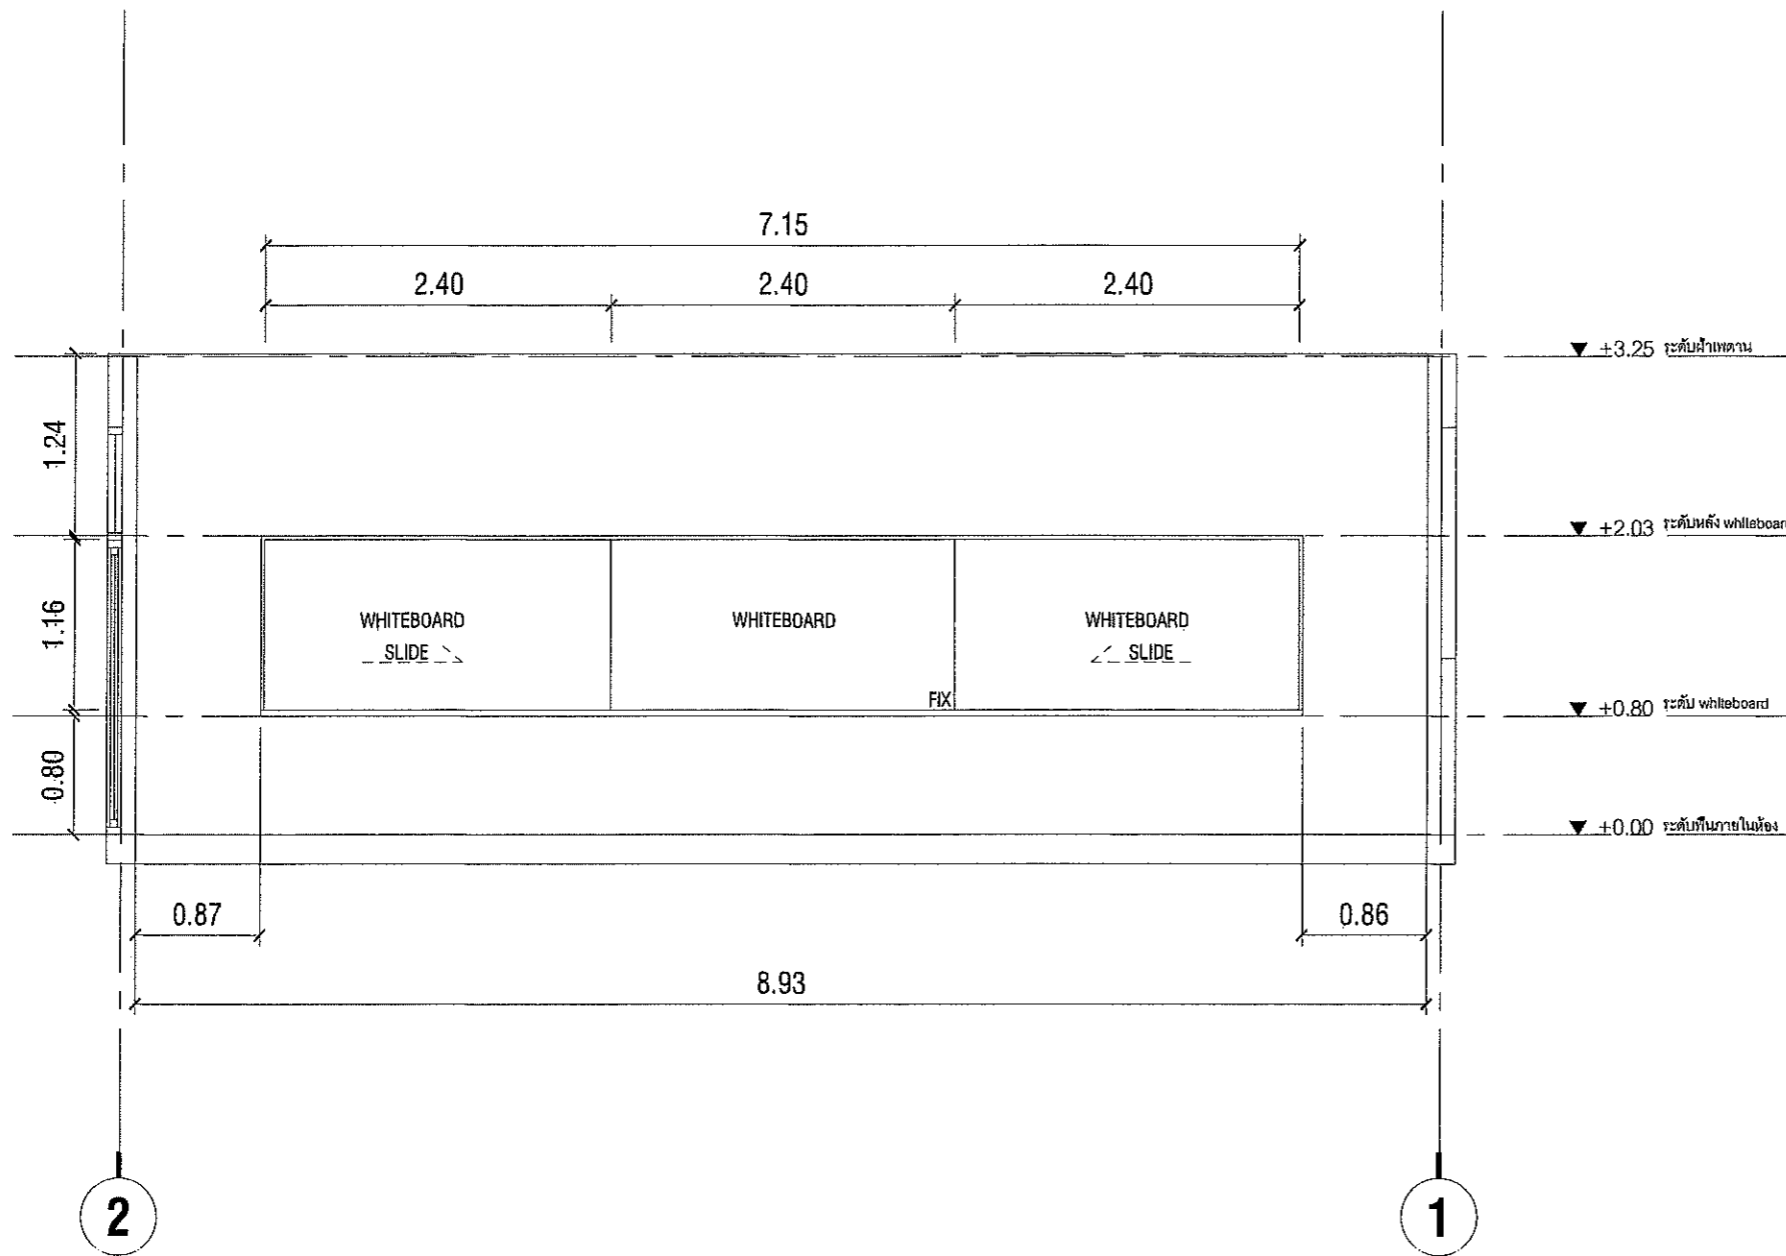 7.15
2.40 2.40 2.40
+3.25 ระดับฝ้าเพดาน
1.24
+2.03 ระดับหลัง whiteboard
1.16
WHITEBOARD WHITEBOARD WHITEBOARD
SLIDE SLIDE
FIX
+0.80 ระดับ whiteboard
0.80
+0.00 ระดับพื้นภายในห้อง
0.87 0.86
8.93
2 1